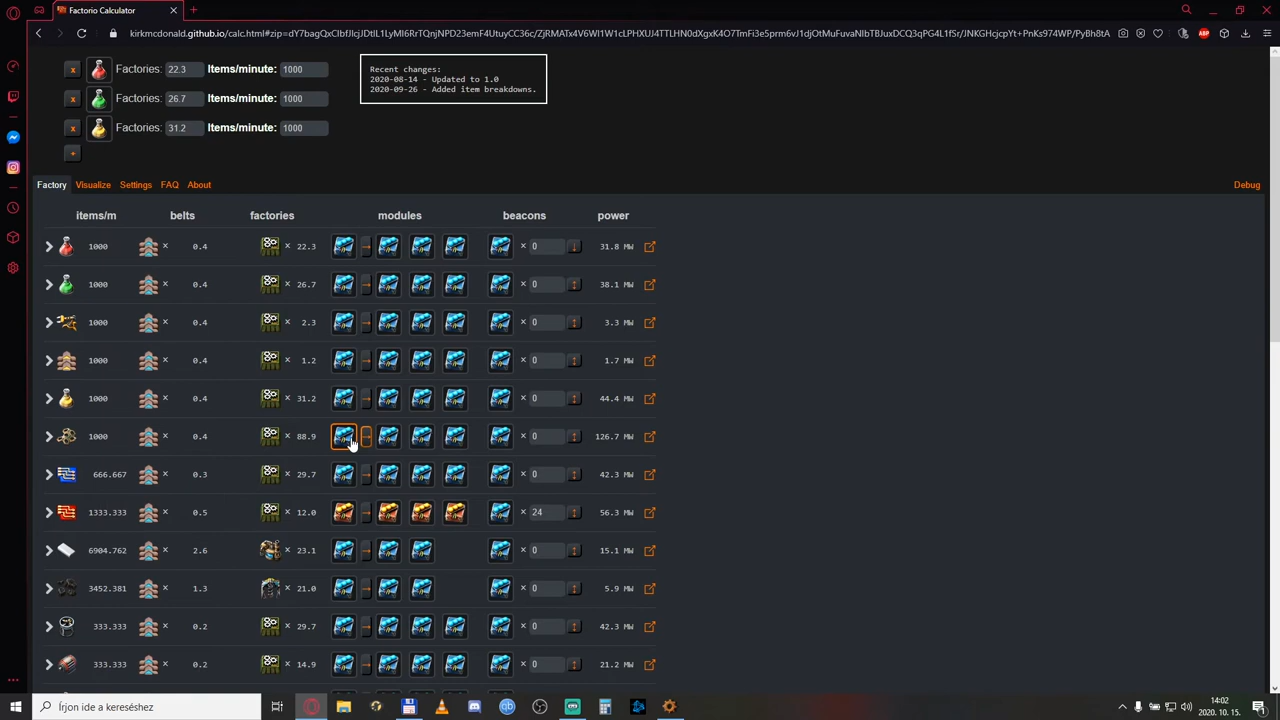 Factorio Calculator
kirkmcdonald.github.io/calc.html#zip=dY7bagQxCIbfJIcjJDtlL1LyMI6RrTQTnjNPD23emF4UtuyCC36c/ZjRMATx4V6WI1W1cLPHXUJ4TTLHN0dXgxK4O7TmFi3e5prm6vJ1djOtMuFuvaNIbTBJuxDCQ3qPG4L1fSr/JNKGHcjcpYt+PnKs974WP/PyBh8tA
Factories: 22.3 Items/minute: 1000
Factories: 26.7 Items/minute: 1000
Factories: 31.2 Items/minute: 1000
Recent changes:
2020-08-14 - Updated to 1.0
2020-09-26 - Added item breakdowns.
Factory Visualize Settings FAQ About Debug
items/m belts factories modules beacons power
1000 × 0.4 × 22.3 × 0 31.8 MW
1000 × 0.4 × 26.7 × 0 38.1 MW
1000 × 0.4 × 2.3 × 0 3.3 MW
1000 × 0.4 × 1.2 × 0 1.7 MW
1000 × 0.4 × 31.2 × 0 44.4 MW
1000 × 0.4 × 88.9 × 0 126.7 MW
666.667 × 0.3 × 29.7 × 0 42.3 MW
1333.333 × 0.5 × 12.0 × 24 56.3 MW
6904.762 × 2.6 × 23.1 × 0 15.1 MW
3452.381 × 1.3 × 21.0 × 0 5.9 MW
333.333 × 0.2 × 29.7 × 0 42.3 MW
333.333 × 0.2 × 14.9 × 0 21.2 MW
Írjon ide a kereséshez
14:02
2020. 10. 15.